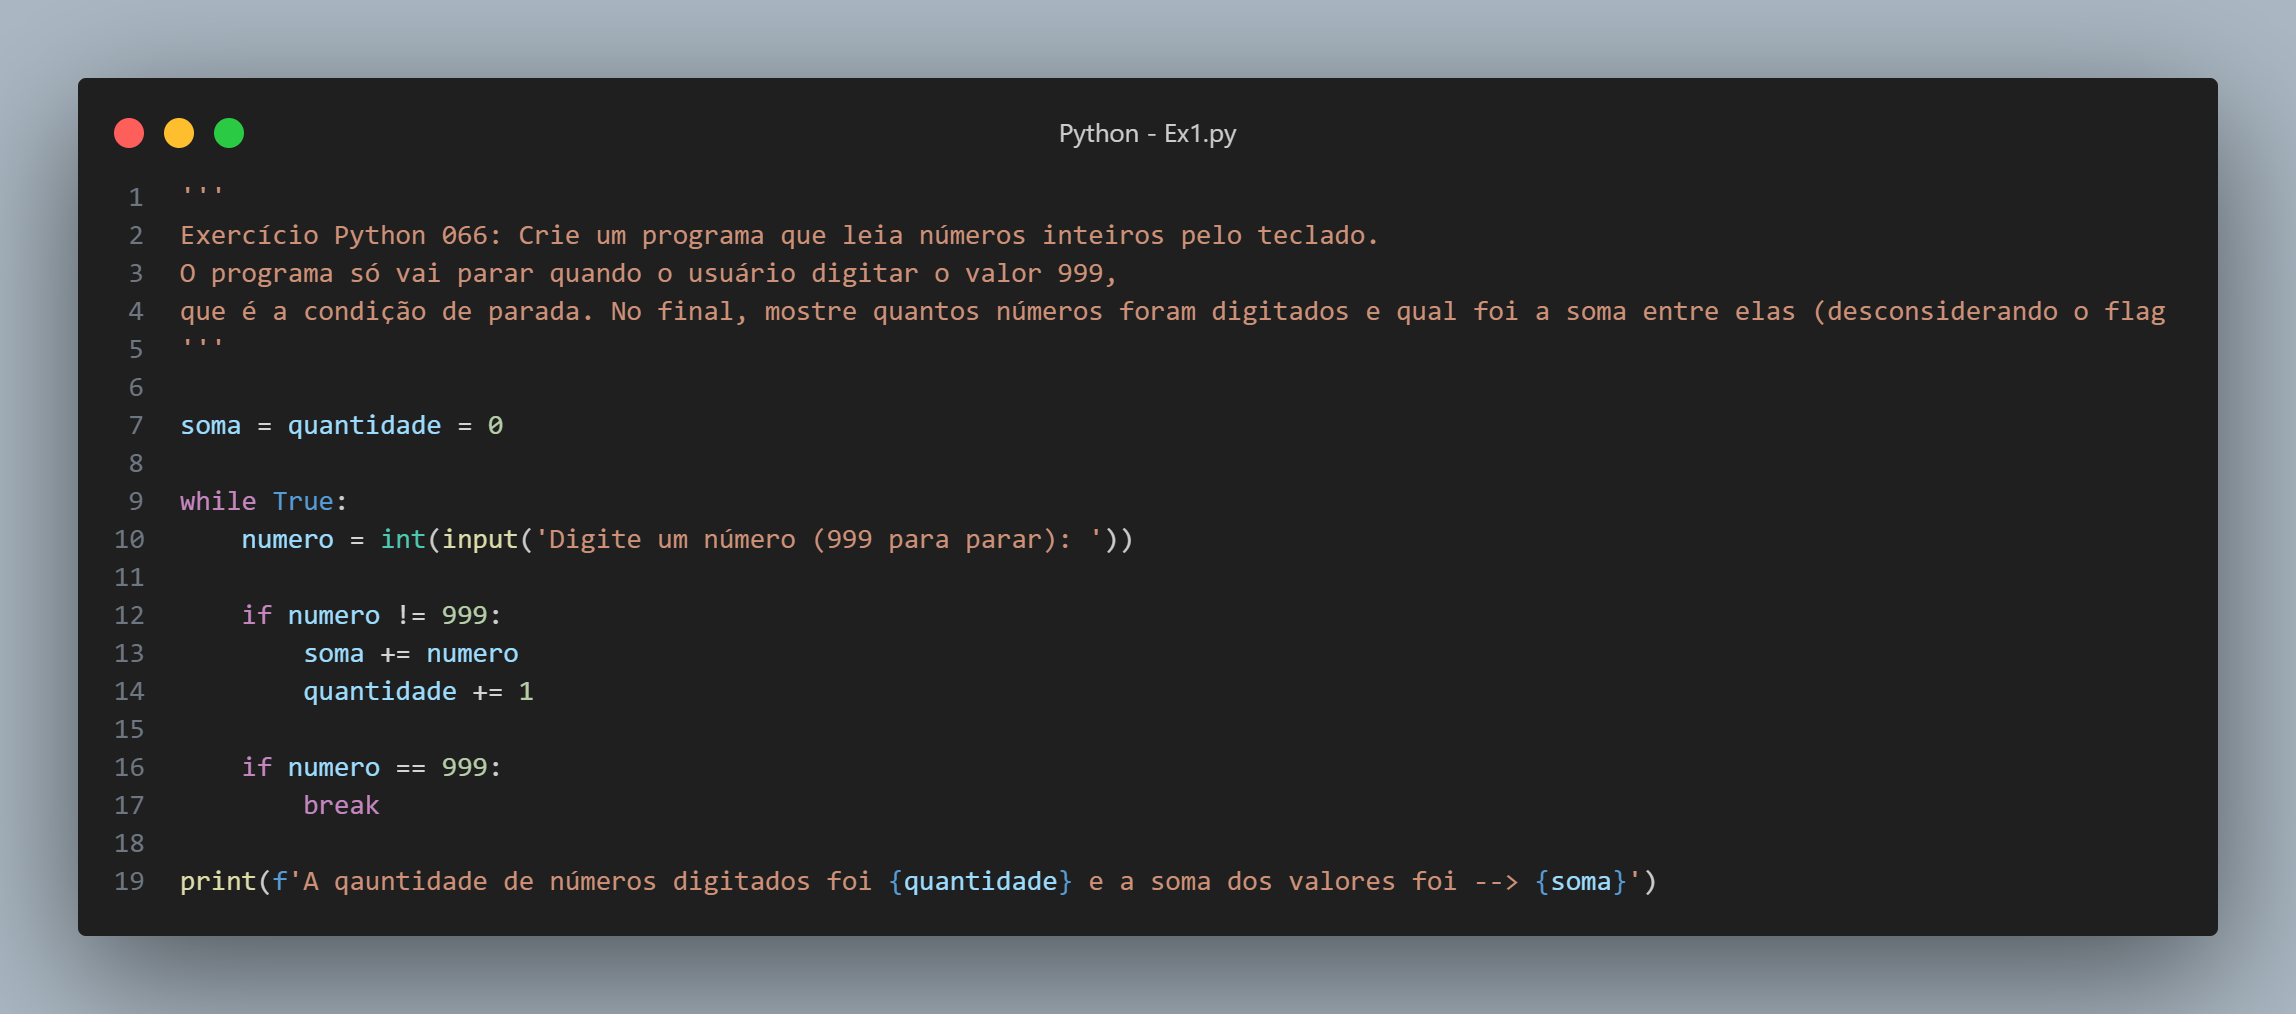 Python - Ex1.py
1 '''
2 Exercício Python 066: Crie um programa que leia números inteiros pelo teclado.
3 O programa só vai parar quando o usuário digitar o valor 999,
4 que é a condição de parada. No final, mostre quantos números foram digitados e qual foi a soma entre elas (desconsiderando o flag
5 '''
6
7 soma = quantidade = 0
8
9 while True:
10     numero = int(input('Digite um número (999 para parar): '))
11
12     if numero != 999:
13         soma += numero
14         quantidade += 1
15
16     if numero == 999:
17         break
18
19 print(f'A qauntidade de números digitados foi {quantidade} e a soma dos valores foi --> {soma}')